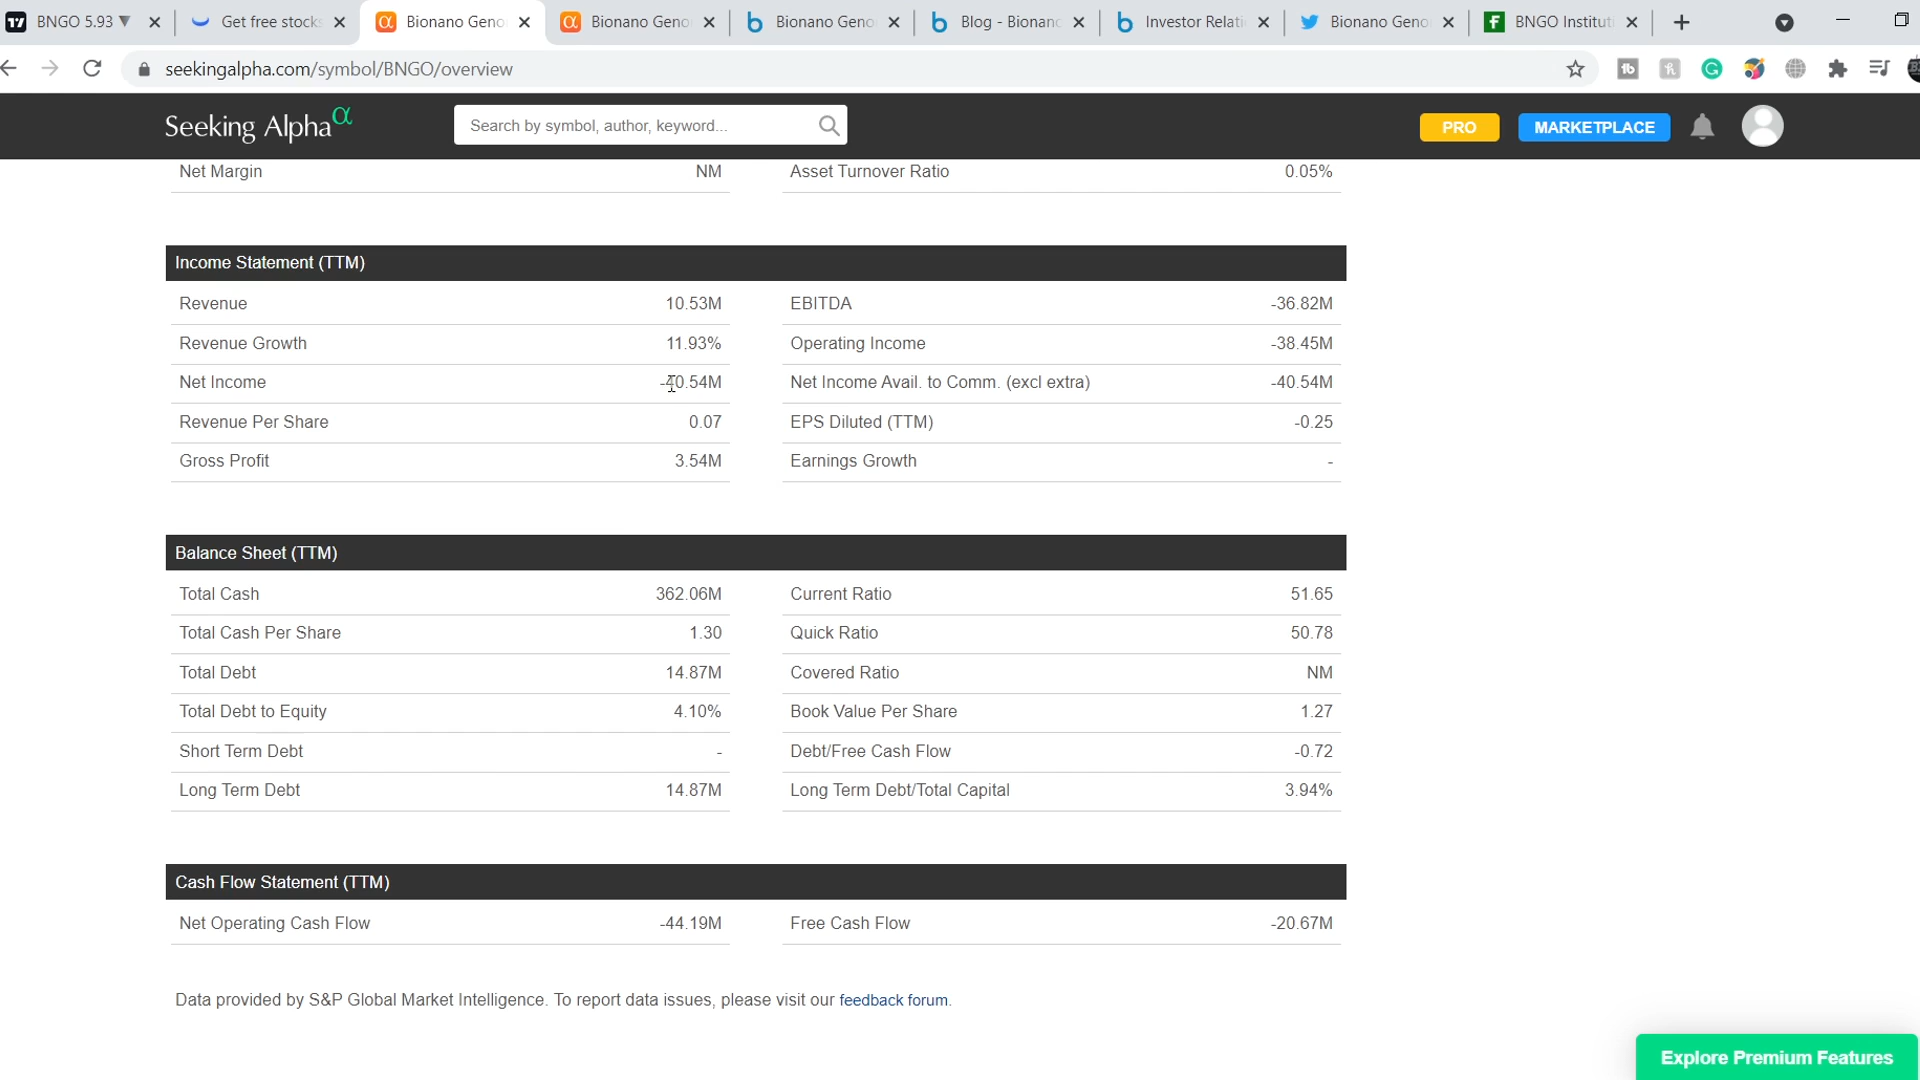 BNGO 5.93 ▼
Get free stocks
Bionano Geno
Bionano Geno
Bionano Geno
Blog - Bionano
Investor Relati
Bionano Geno
BNGO Instituti
seekingalpha.com/symbol/BNGO/overview
Seeking Alpha α
Search by symbol, author, keyword...
PRO
MARKETPLACE
Net Margin NM Asset Turnover Ratio 0.05%
Income Statement (TTM)
Revenue 10.53M EBITDA -36.82M
Revenue Growth 11.93% Operating Income -38.45M
Net Income -40.54M Net Income Avail. to Comm. (excl extra) -40.54M
Revenue Per Share 0.07 EPS Diluted (TTM) -0.25
Gross Profit 3.54M Earnings Growth -
Balance Sheet (TTM)
Total Cash 362.06M Current Ratio 51.65
Total Cash Per Share 1.30 Quick Ratio 50.78
Total Debt 14.87M Covered Ratio NM
Total Debt to Equity 4.10% Book Value Per Share 1.27
Short Term Debt - Debt/Free Cash Flow -0.72
Long Term Debt 14.87M Long Term Debt/Total Capital 3.94%
Cash Flow Statement (TTM)
Net Operating Cash Flow -44.19M Free Cash Flow -20.67M
Data provided by S&P Global Market Intelligence. To report data issues, please visit our feedback forum.
Explore Premium Features